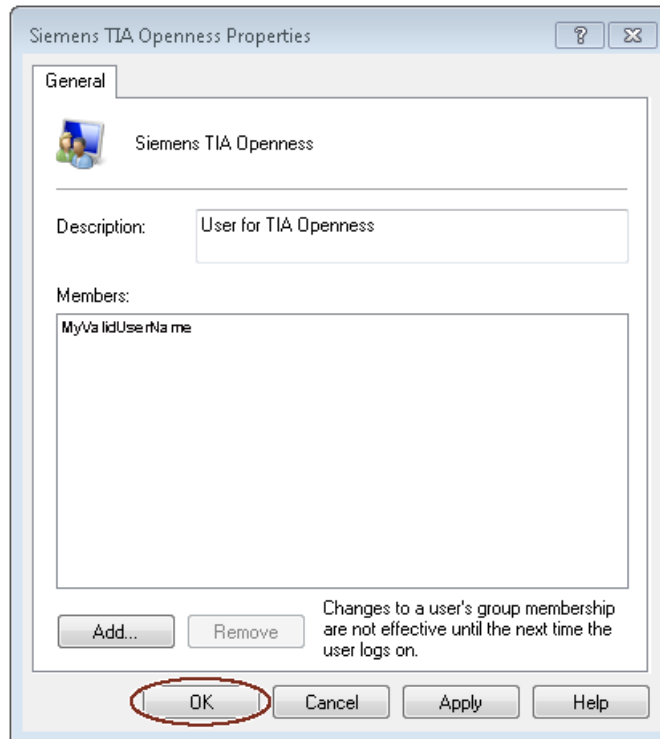 Siemens TIA Openness Properties
General
Siemens TIA Openness
Description:
User for TIA Openness
Members:
MyValidUserName
Add...
Remove
Changes to a user's group membership
are not effective until the next time the
user logs on.
OK
Cancel
Apply
Help